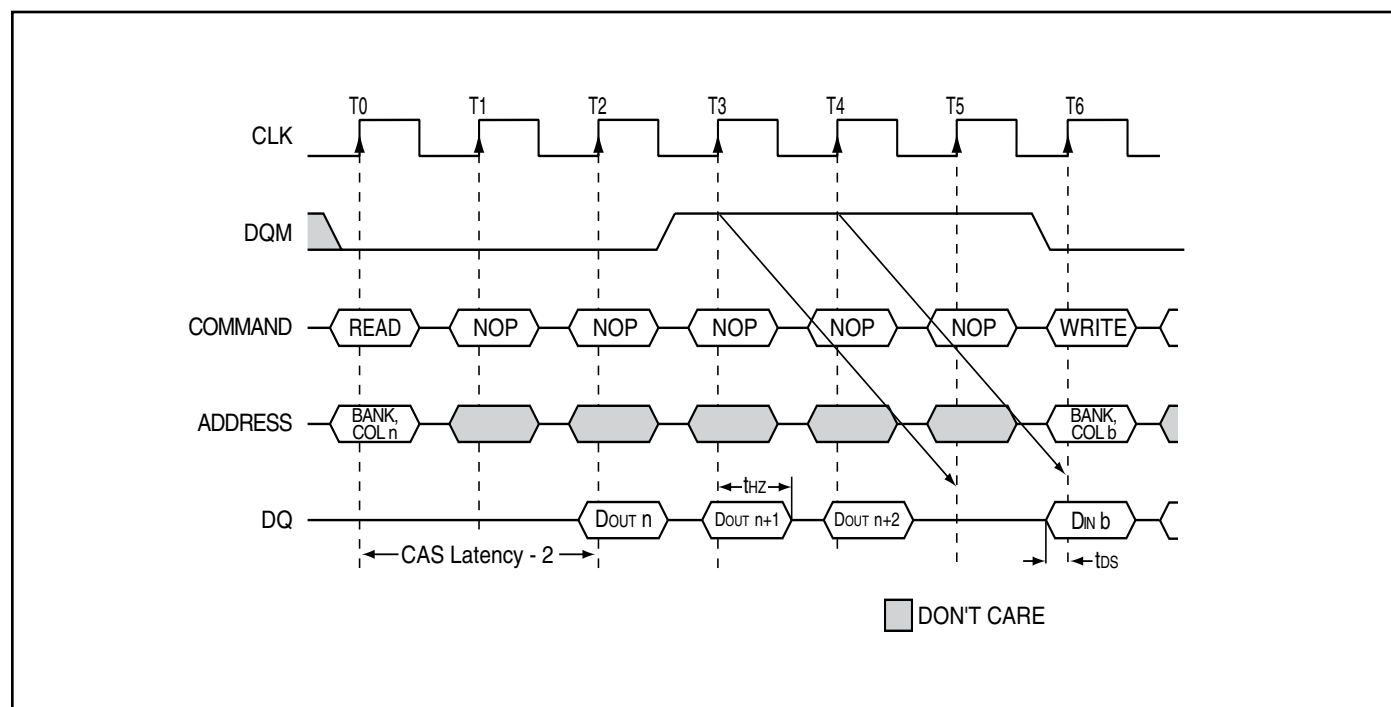 T0 T1 T2 T3 T4 T5 T6
CLK
DQM
COMMAND READ NOP NOP NOP NOP NOP WRITE
ADDRESS BANK, COL n BANK, COL b
tHZ
DQ DOUT n DOUT n+1 DOUT n+2 DIN b
CAS Latency - 2 tDS
DON'T CARE